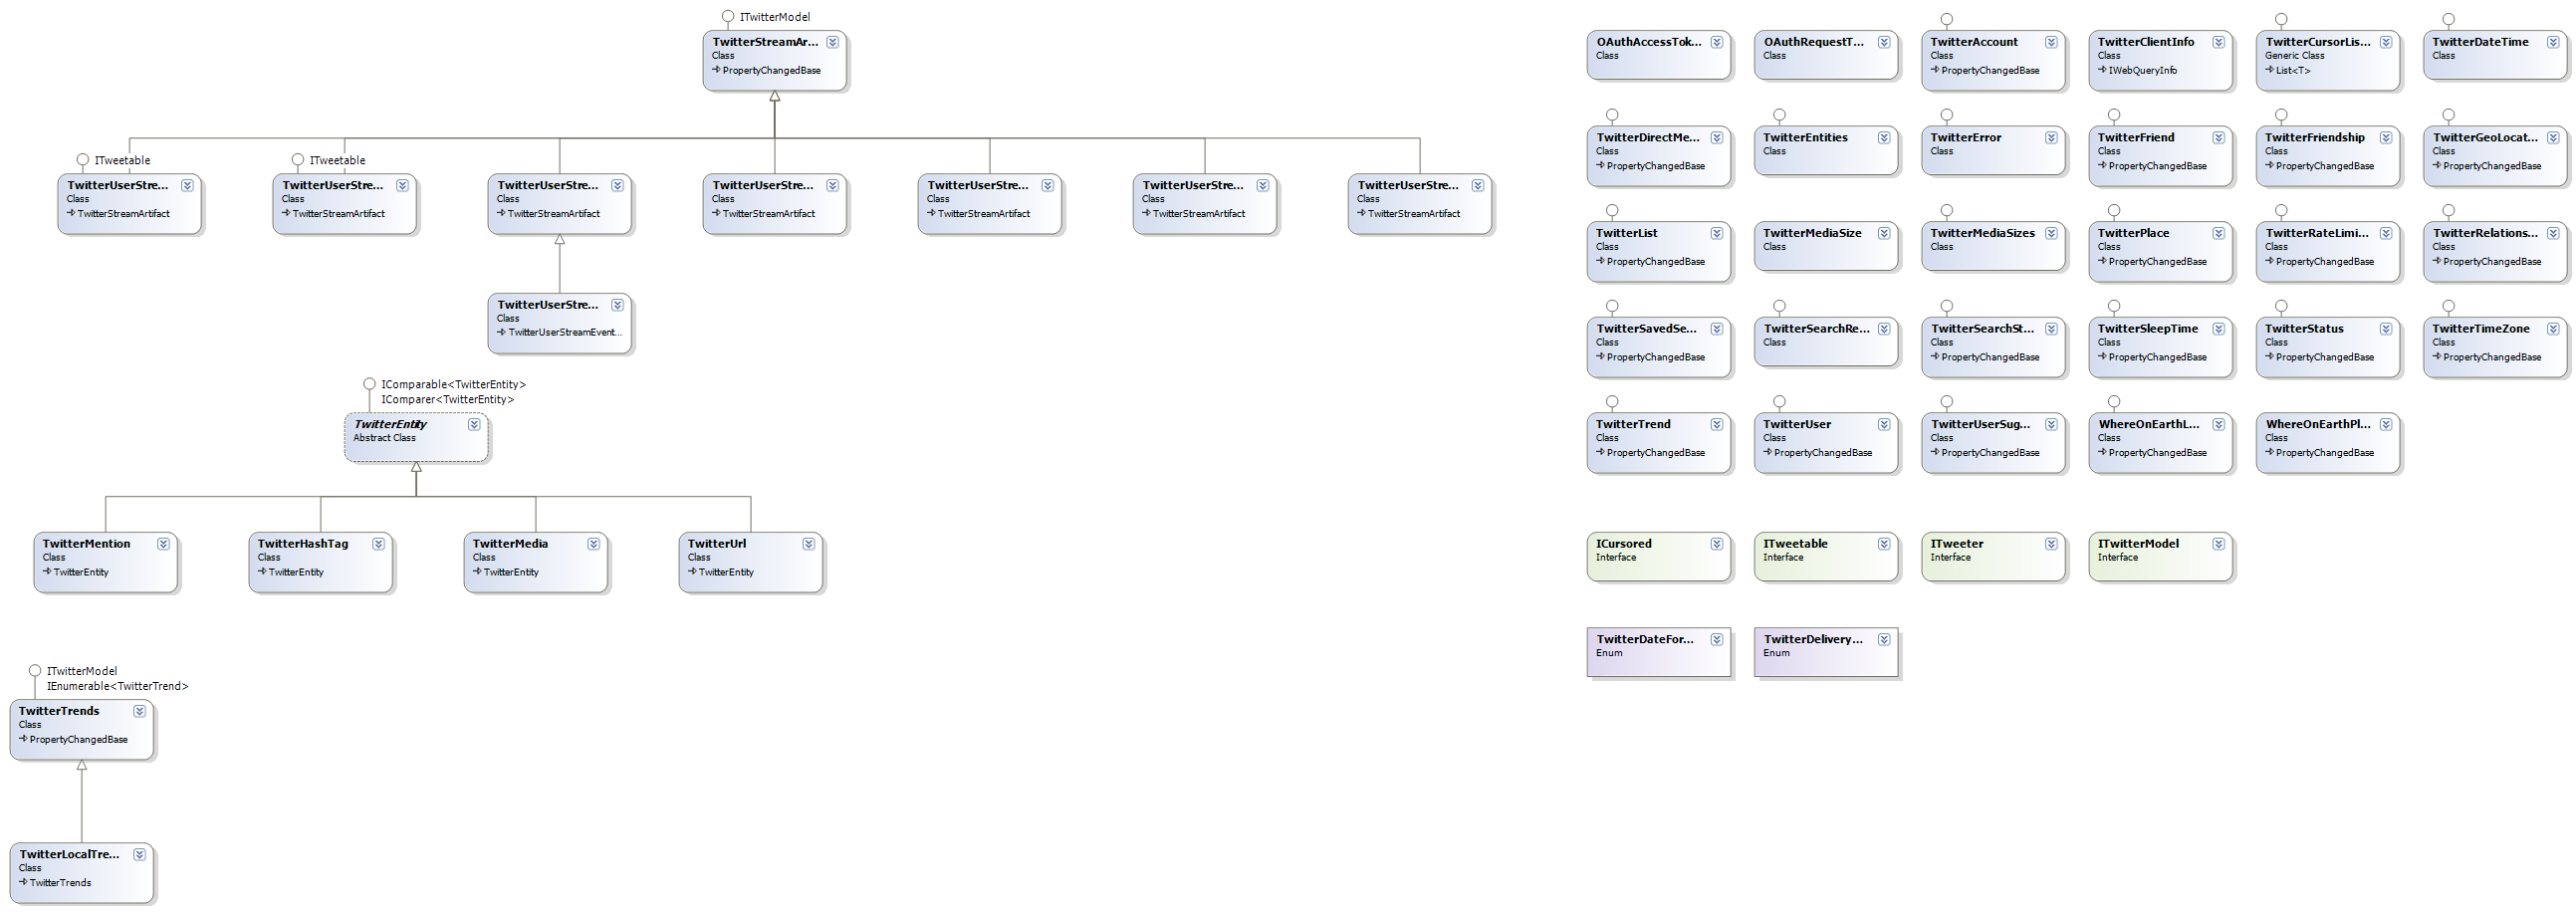 ITwitterModel
TwitterStreamAr...
Class
PropertyChangedBase
ITweetable
TwitterUserStre...
Class
TwitterStreamArtifact
ITweetable
TwitterUserStre...
Class
TwitterStreamArtifact
TwitterUserStre...
Class
TwitterStreamArtifact
TwitterUserStre...
Class
TwitterStreamArtifact
TwitterUserStre...
Class
TwitterStreamArtifact
TwitterUserStre...
Class
TwitterStreamArtifact
TwitterUserStre...
Class
TwitterStreamArtifact
TwitterUserStre...
Class
TwitterUserStreamEvent...
IComparable<TwitterEntity>
IComparer<TwitterEntity>
TwitterEntity
Abstract Class
TwitterMention
Class
TwitterEntity
TwitterHashTag
Class
TwitterEntity
TwitterMedia
Class
TwitterEntity
TwitterUrl
Class
TwitterEntity
ITwitterModel
IEnumerable<TwitterTrend>
TwitterTrends
Class
PropertyChangedBase
TwitterLocalTre...
Class
TwitterTrends
OAuthAccessTok...
Class
OAuthRequestT...
Class
TwitterAccount
Class
PropertyChangedBase
TwitterClientInfo
Class
IWebQueryInfo
TwitterCursorLis...
Generic Class
List<T>
TwitterDateTime
Class
TwitterDirectMe...
Class
PropertyChangedBase
TwitterEntities
Class
TwitterError
Class
TwitterFriend
Class
PropertyChangedBase
TwitterFriendship
Class
PropertyChangedBase
TwitterGeoLocat...
Class
PropertyChangedBase
TwitterList
Class
PropertyChangedBase
TwitterMediaSize
Class
TwitterMediaSizes
Class
TwitterPlace
Class
PropertyChangedBase
TwitterRateLimi...
Class
PropertyChangedBase
TwitterRelations...
Class
PropertyChangedBase
TwitterSavedSe...
Class
PropertyChangedBase
TwitterSearchRe...
Class
TwitterSearchSt...
Class
PropertyChangedBase
TwitterSleepTime
Class
PropertyChangedBase
TwitterStatus
Class
PropertyChangedBase
TwitterTimeZone
Class
PropertyChangedBase
TwitterTrend
Class
PropertyChangedBase
TwitterUser
Class
PropertyChangedBase
TwitterUserSug...
Class
PropertyChangedBase
WhereOnEarthL...
Class
PropertyChangedBase
WhereOnEarthPl...
Class
PropertyChangedBase
ICursored
Interface
ITweetable
Interface
ITweeter
Interface
ITwitterModel
Interface
TwitterDateFor...
Enum
TwitterDelivery...
Enum